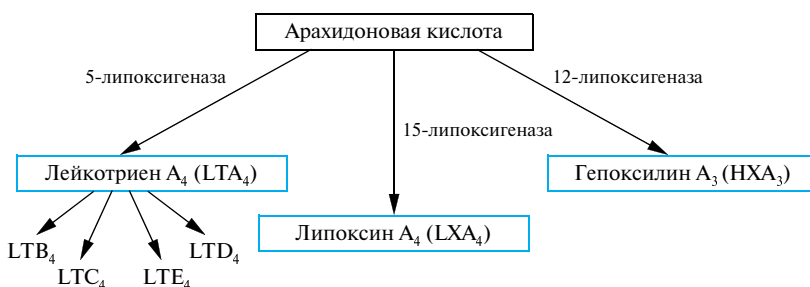 Арахидоновая кислота
5-липоксигеназа
12-липоксигеназа
15-липоксигеназа
Лейкотриен A₄ (LTA₄)
Гепоксилин A₃ (HXA₃)
Липоксин A₄ (LXA₄)
LTB₄
LTC₄
LTE₄
LTD₄